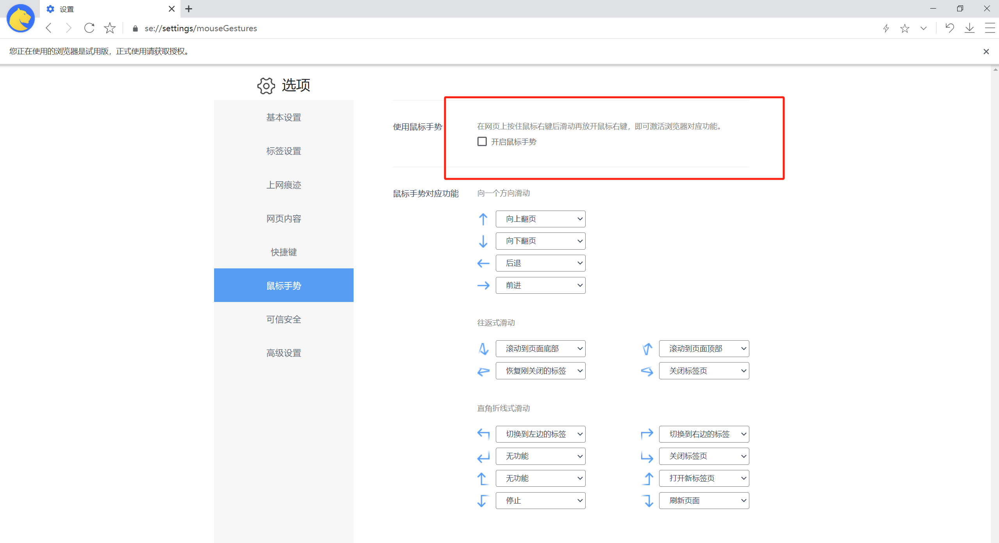 设置
se://settings/mouseGestures
您正在使用的浏览器是试用版，正式使用请获取授权。
选项
基本设置
标签设置
上网痕迹
网页内容
快捷键
鼠标手势
可信安全
高级设置
使用鼠标手势
在网页上按住鼠标右键后滑动再放开鼠标右键，即可激活浏览器对应功能。
开启鼠标手势
鼠标手势对应功能
向一个方向滑动
向上翻页
向下翻页
后退
前进
往返式滑动
滚动到页面底部
滚动到页面顶部
恢复刚关闭的标签
关闭标签页
直角折线式滑动
切换到左边的标签
切换到右边的标签
无功能
关闭标签页
无功能
打开新标签页
停止
刷新页面